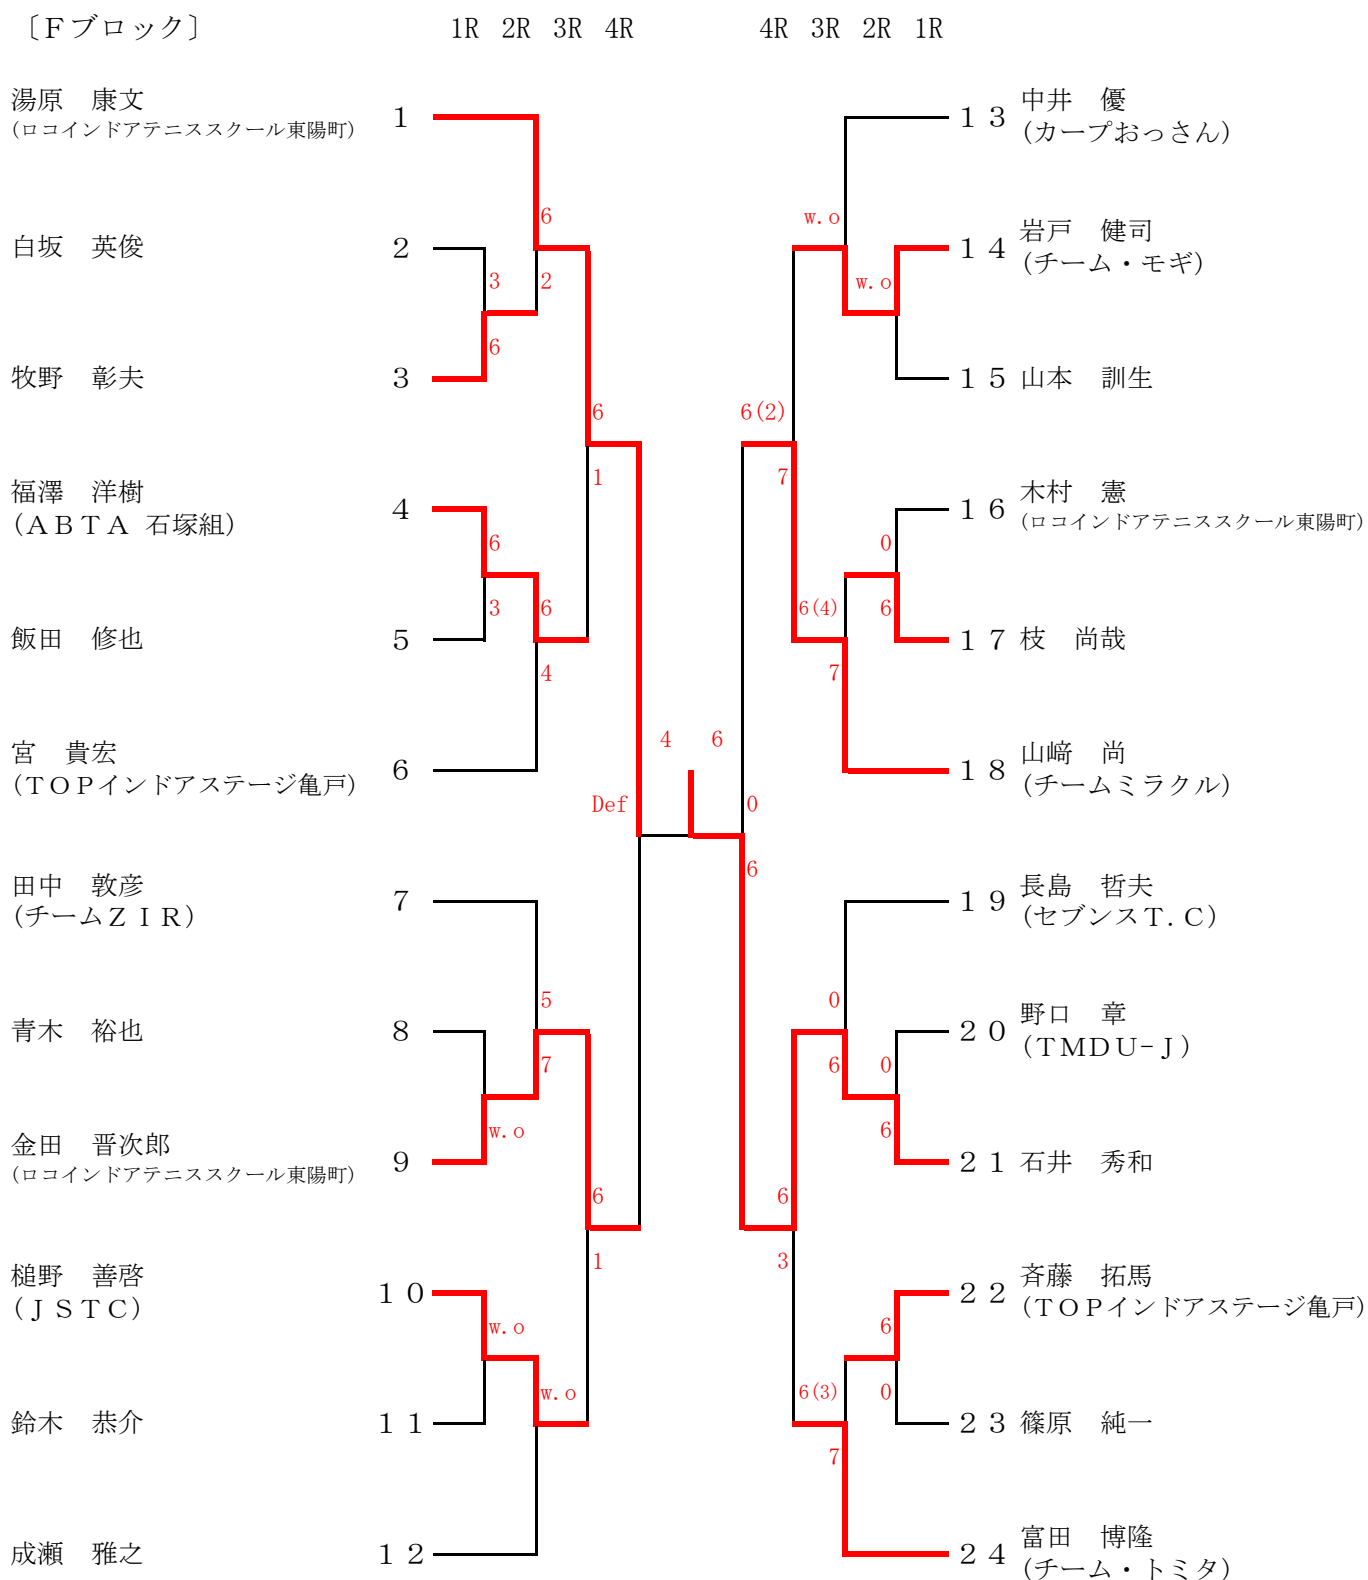 〔Fブロック〕
1R 2R 3R 4R
4R 3R 2R 1R
湯原　康文
(ロコインドアテニススクール東陽町)
1
白坂　英俊
2
牧野　彰夫
3
福澤　洋樹
(ABTA 石塚組)
4
飯田　修也
5
宮　貴宏
(TOPインドアステージ亀戸)
6
田中　敦彦
(チームZIR)
7
青木　裕也
8
金田　晋次郎
(ロコインドアテニススクール東陽町)
9
槌野　善啓
(JSTC)
10
鈴木　恭介
11
成瀬　雅之
12
6
3
2
6
6
1
6
3
6
4
Def
5
7
w.o
6
1
w.o
w.o
4
6
13
中井　優
(カープおっさん)
14
岩戸　健司
(チーム・モギ)
15
山本　訓生
16
木村　憲
(ロコインドアテニススクール東陽町)
17
枝　尚哉
18
山﨑　尚
(チームミラクル)
19
長島　哲夫
(セブンスT.C)
20
野口　章
(TMDU-J)
21
石井　秀和
22
斉藤　拓馬
(TOPインドアステージ亀戸)
23
篠原　純一
24
富田　博隆
(チーム・トミタ)
w.o
w.o
6(2)
7
0
6(4)
6
7
0
6
0
6
0
6
6
3
6
6(3)
0
7